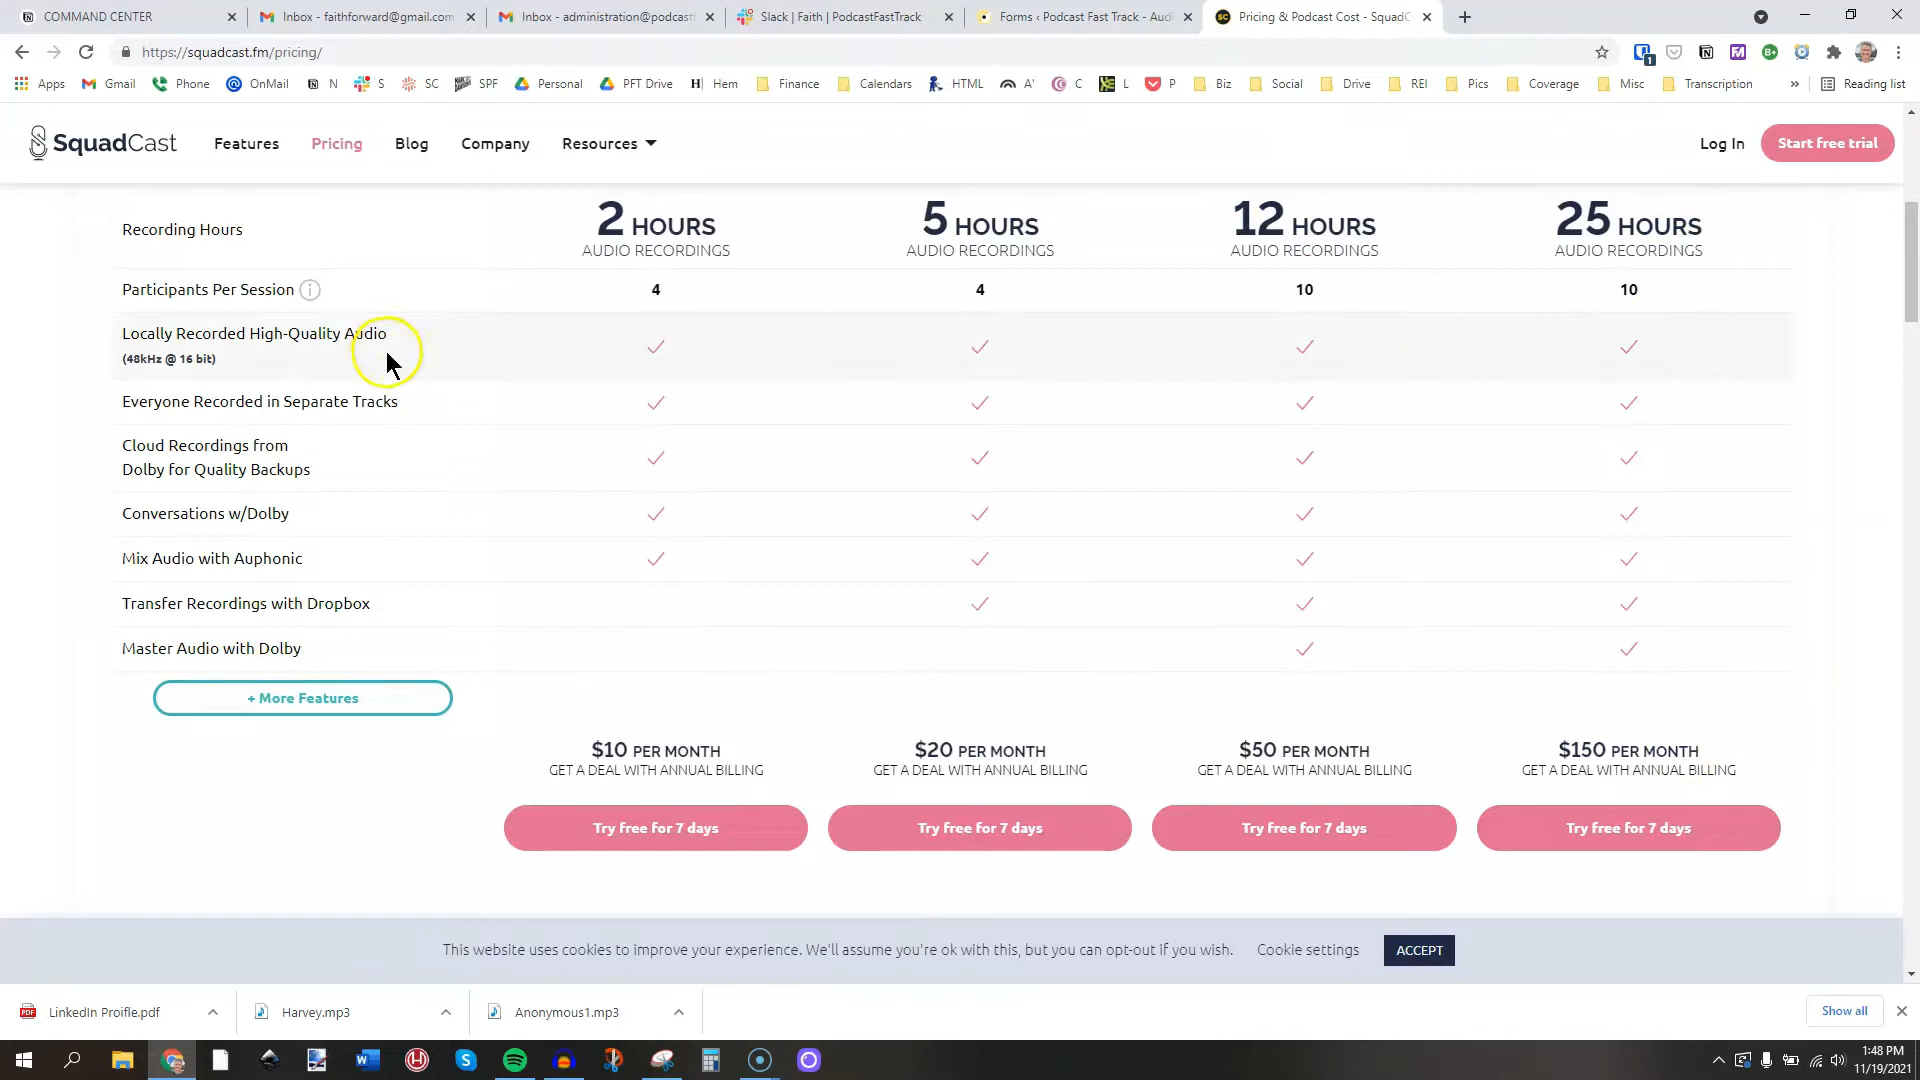 COMMAND CENTER
Inbox - faithforward@gmail.com
Inbox - administration@podcast
Slack | Faith | PodcastFastTrack
Forms ‹ Podcast Fast Track - Aud
Pricing & Podcast Cost - SquadC
https://squadcast.fm/pricing/
Apps
Gmail
Phone
OnMail
N
S
SC
SPF
Personal
PFT Drive
Hem
Finance
Calendars
HTML
A'
C
L
P
Biz
Social
Drive
REI
Pics
Coverage
Misc
Transcription
»
Reading list
SquadCast
Features
Pricing
Blog
Company
Resources
Log In
Start free trial
Recording Hours
2 HOURS
AUDIO RECORDINGS
5 HOURS
AUDIO RECORDINGS
12 HOURS
AUDIO RECORDINGS
25 HOURS
AUDIO RECORDINGS
Participants Per Session
4
4
10
10
Locally Recorded High-Quality Audio
(48kHz @ 16 bit)
Everyone Recorded in Separate Tracks
Cloud Recordings from
Dolby for Quality Backups
Conversations w/Dolby
Mix Audio with Auphonic
Transfer Recordings with Dropbox
Master Audio with Dolby
+ More Features
$10 PER MONTH
GET A DEAL WITH ANNUAL BILLING
$20 PER MONTH
GET A DEAL WITH ANNUAL BILLING
$50 PER MONTH
GET A DEAL WITH ANNUAL BILLING
$150 PER MONTH
GET A DEAL WITH ANNUAL BILLING
Try free for 7 days
Try free for 7 days
Try free for 7 days
Try free for 7 days
This website uses cookies to improve your experience. We'll assume you're ok with this, but you can opt-out if you wish.
Cookie settings
ACCEPT
LinkedIn Proifle.pdf
Harvey.mp3
Anonymous1.mp3
Show all
1:48 PM
11/19/2021